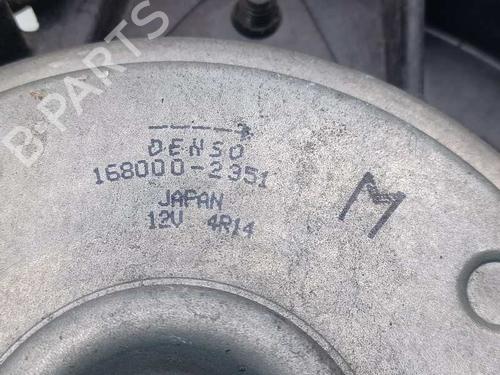 B-PARTS
DENSO
168000-2351
JAPAN
12V 4R14
M